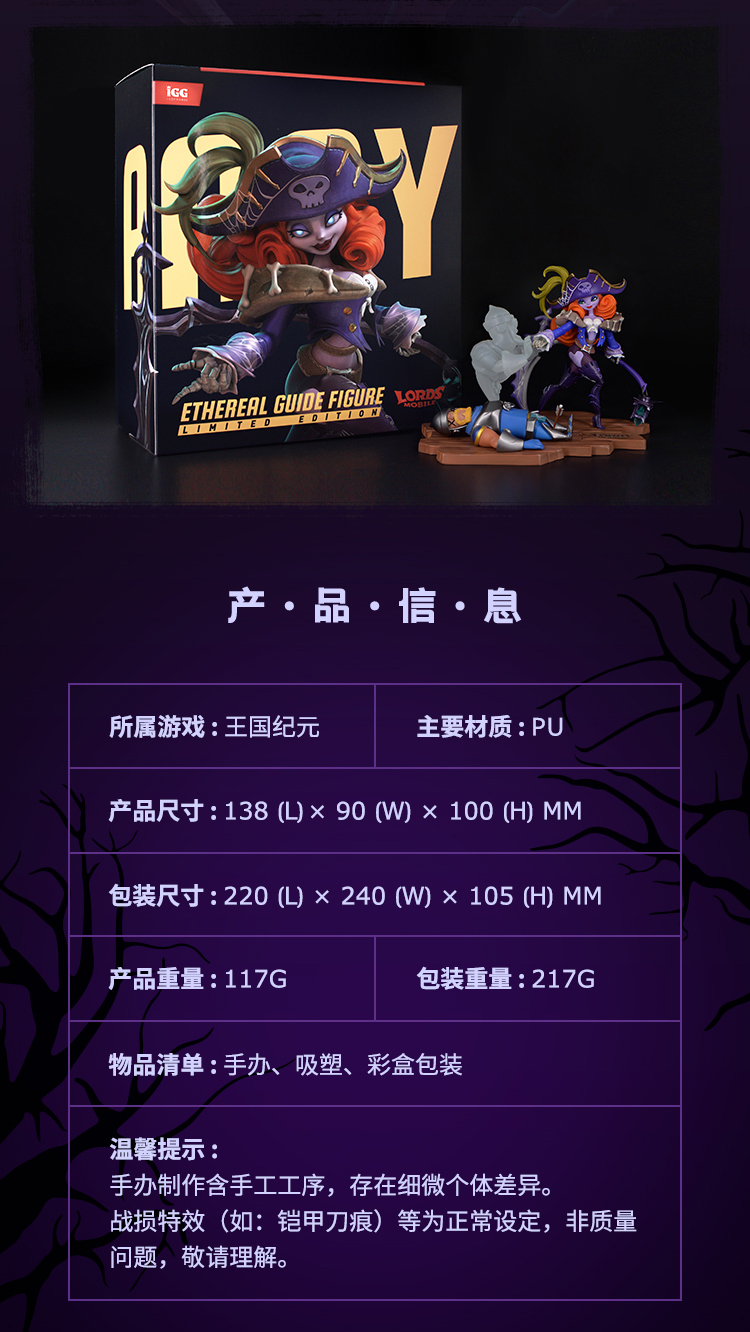 IGG
ETHEREAL GUIDE FIGURE
LIMITED EDITION
LORDS
MOBILE
产·品·信·息
所属游戏：王国纪元
主要材质：PU
产品尺寸：138 (L)× 90 (W) × 100 (H) MM
包装尺寸：220 (L) × 240 (W) × 105 (H) MM
产品重量：117G
包装重量：217G
物品清单：手办、吸塑、彩盒包装
温馨提示：
手办制作含手工工序，存在细微个体差异。
战损特效（如：铠甲刀痕）等为正常设定，非质量
问题，敬请理解。